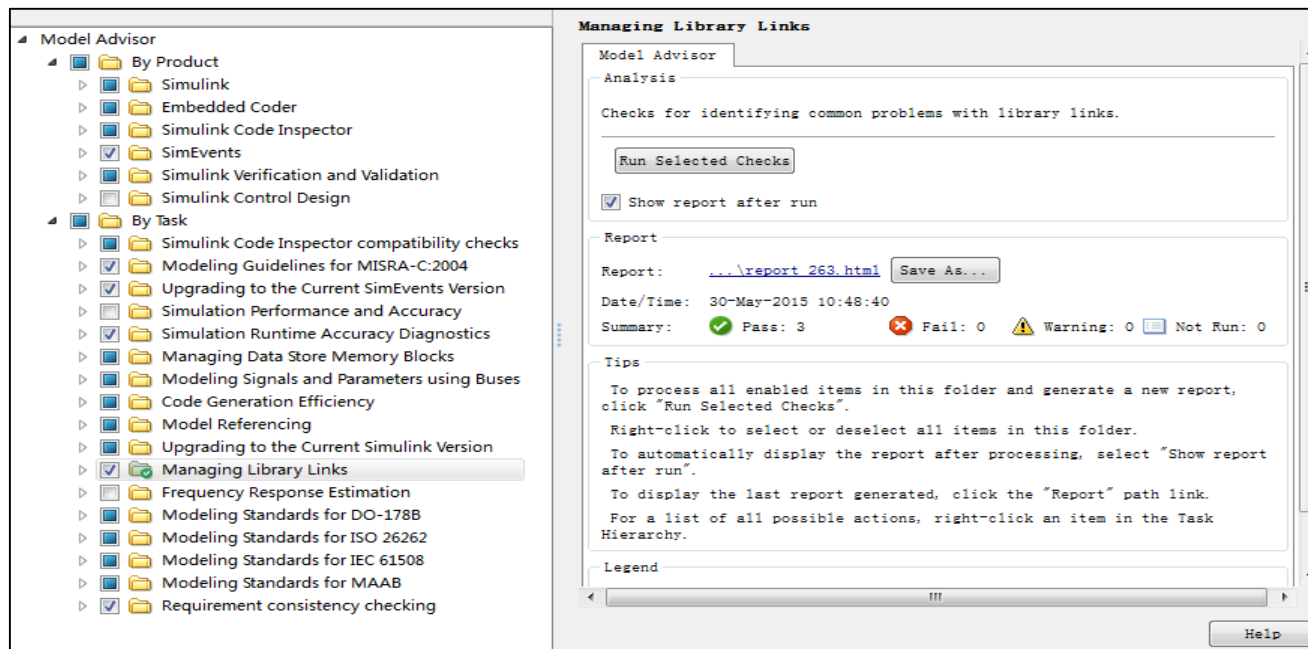 Model Advisor
By Product
Simulink
Embedded Coder
Simulink Code Inspector
SimEvents
Simulink Verification and Validation
Simulink Control Design
By Task
Simulink Code Inspector compatibility checks
Modeling Guidelines for MISRA-C:2004
Upgrading to the Current SimEvents Version
Simulation Performance and Accuracy
Simulation Runtime Accuracy Diagnostics
Managing Data Store Memory Blocks
Modeling Signals and Parameters using Buses
Code Generation Efficiency
Model Referencing
Upgrading to the Current Simulink Version
Managing Library Links
Frequency Response Estimation
Modeling Standards for DO-178B
Modeling Standards for ISO 26262
Modeling Standards for IEC 61508
Modeling Standards for MAAB
Requirement consistency checking
Managing Library Links
Model Advisor
Analysis
Checks for identifying common problems with library links.
Run Selected Checks
Show report after run
Report
Report: ...\report_263.html Save As...
Date/Time: 30-May-2015 10:48:40
Summary: Pass: 3 Fail: 0 Warning: 0 Not Run: 0
Tips
To process all enabled items in this folder and generate a new report,
click "Run Selected Checks".
Right-click to select or deselect all items in this folder.
To automatically display the report after processing, select "Show report
after run".
To display the last report generated, click the "Report" path link.
For a list of all possible actions, right-click an item in the Task
Hierarchy.
Legend
Help